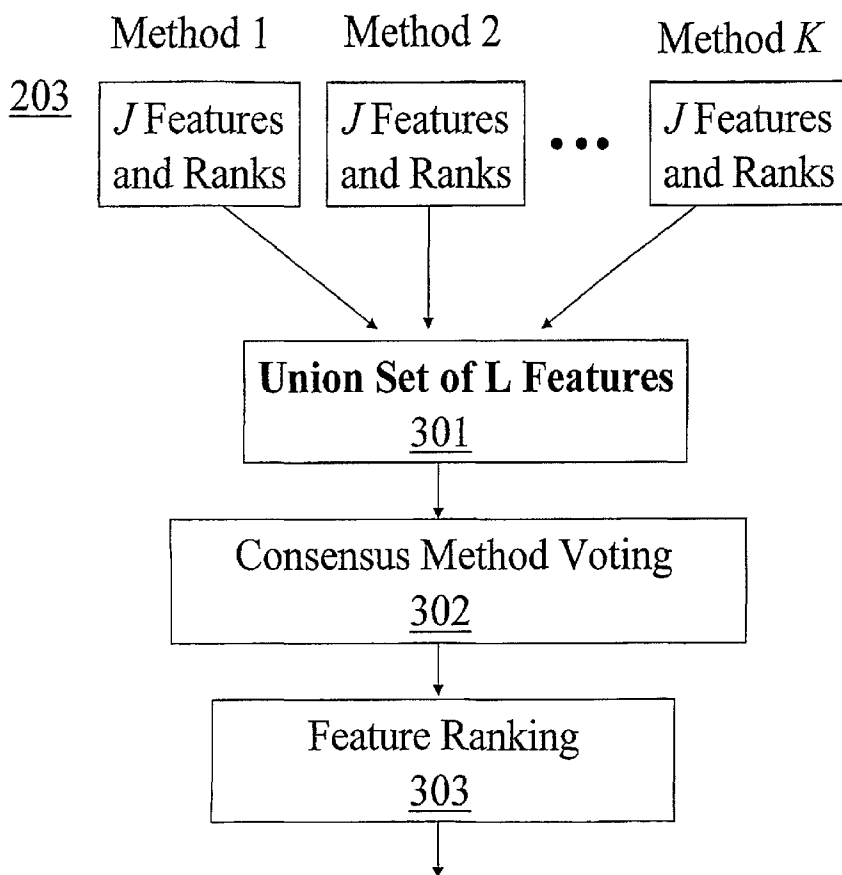 Method 1 Method 2 Method K
203
J Features and Ranks
J Features and Ranks
•••
J Features and Ranks
Union Set of L Features
301
Consensus Method Voting
302
Feature Ranking
303